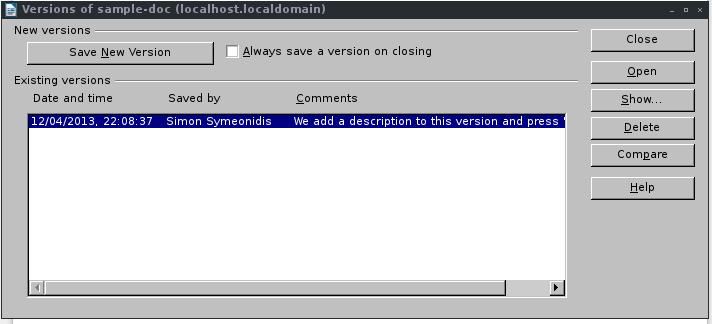 Versions of sample-doc (localhost.localdomain)
New versions
Save New Version
Always save a version on closing
Close
Open
Existing versions
Date and time Saved by Comments
Show...
12/04/2013, 22:08:37 Simon Symeonidis We add a description to this version and press '
Delete
Compare
Help